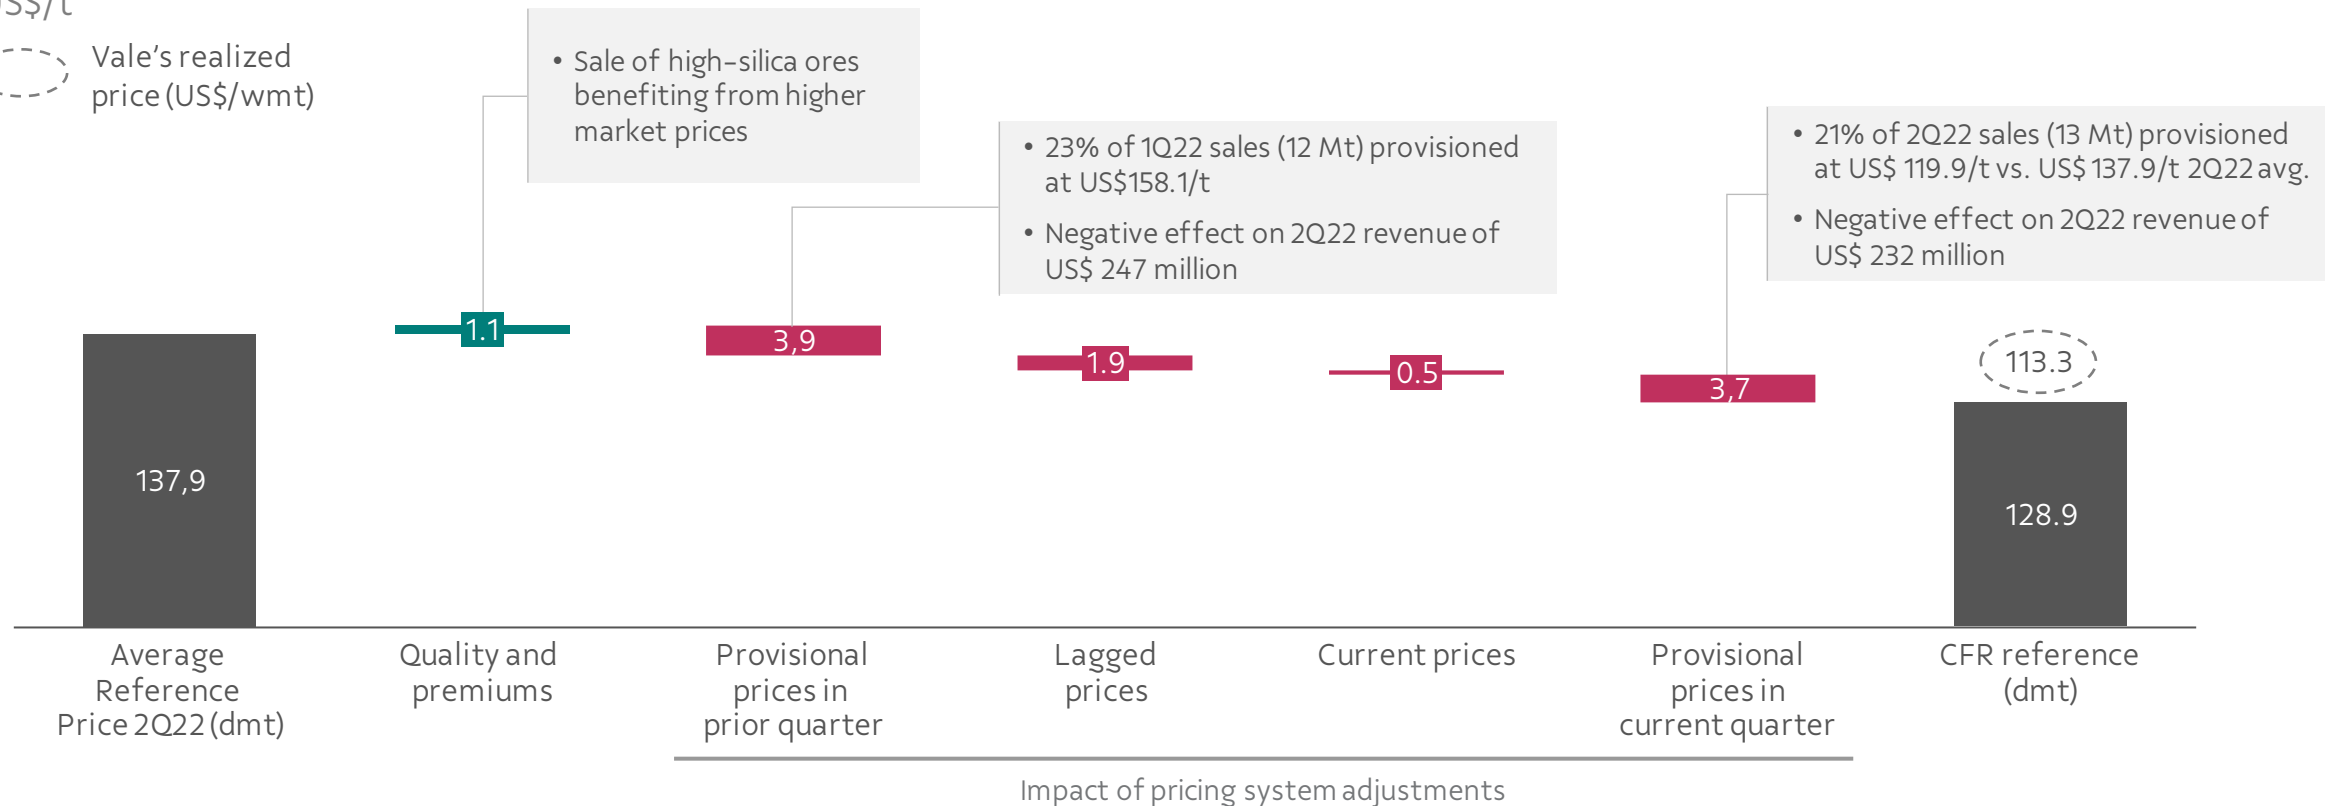 US$/t
Vale's realized
price (US$/wmt)
• Sale of high-silica ores
benefiting from higher
market prices
• 23% of 1Q22 sales (12 Mt) provisioned
at US$158.1/t
• Negative effect on 2Q22 revenue of
US$ 247 million
• 21% of 2Q22 sales (13 Mt) provisioned
at US$ 119.9/t vs. US$ 137.9/t 2Q22 avg.
• Negative effect on 2Q22 revenue of
US$ 232 million
137,9
1.1
3,9
1.9
0.5
3,7
113.3
128.9
Average
Reference
Price 2Q22 (dmt)
Quality and
premiums
Provisional
prices in
prior quarter
Lagged
prices
Current prices
Provisional
prices in
current quarter
CFR reference
(dmt)
Impact of pricing system adjustments